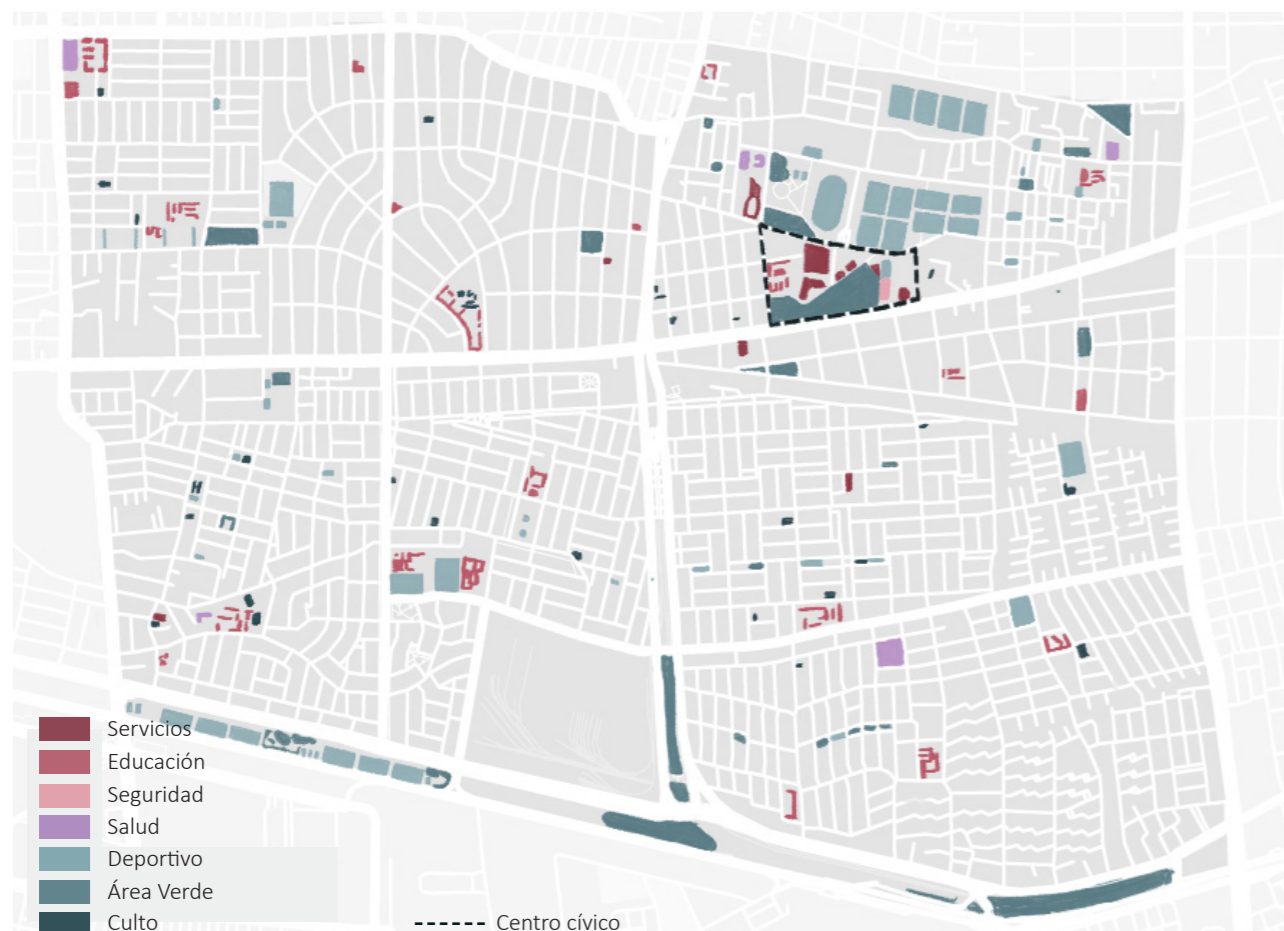 Servicios
Educación
Seguridad
Salud
Deportivo
Área Verde
Culto
Centro cívico